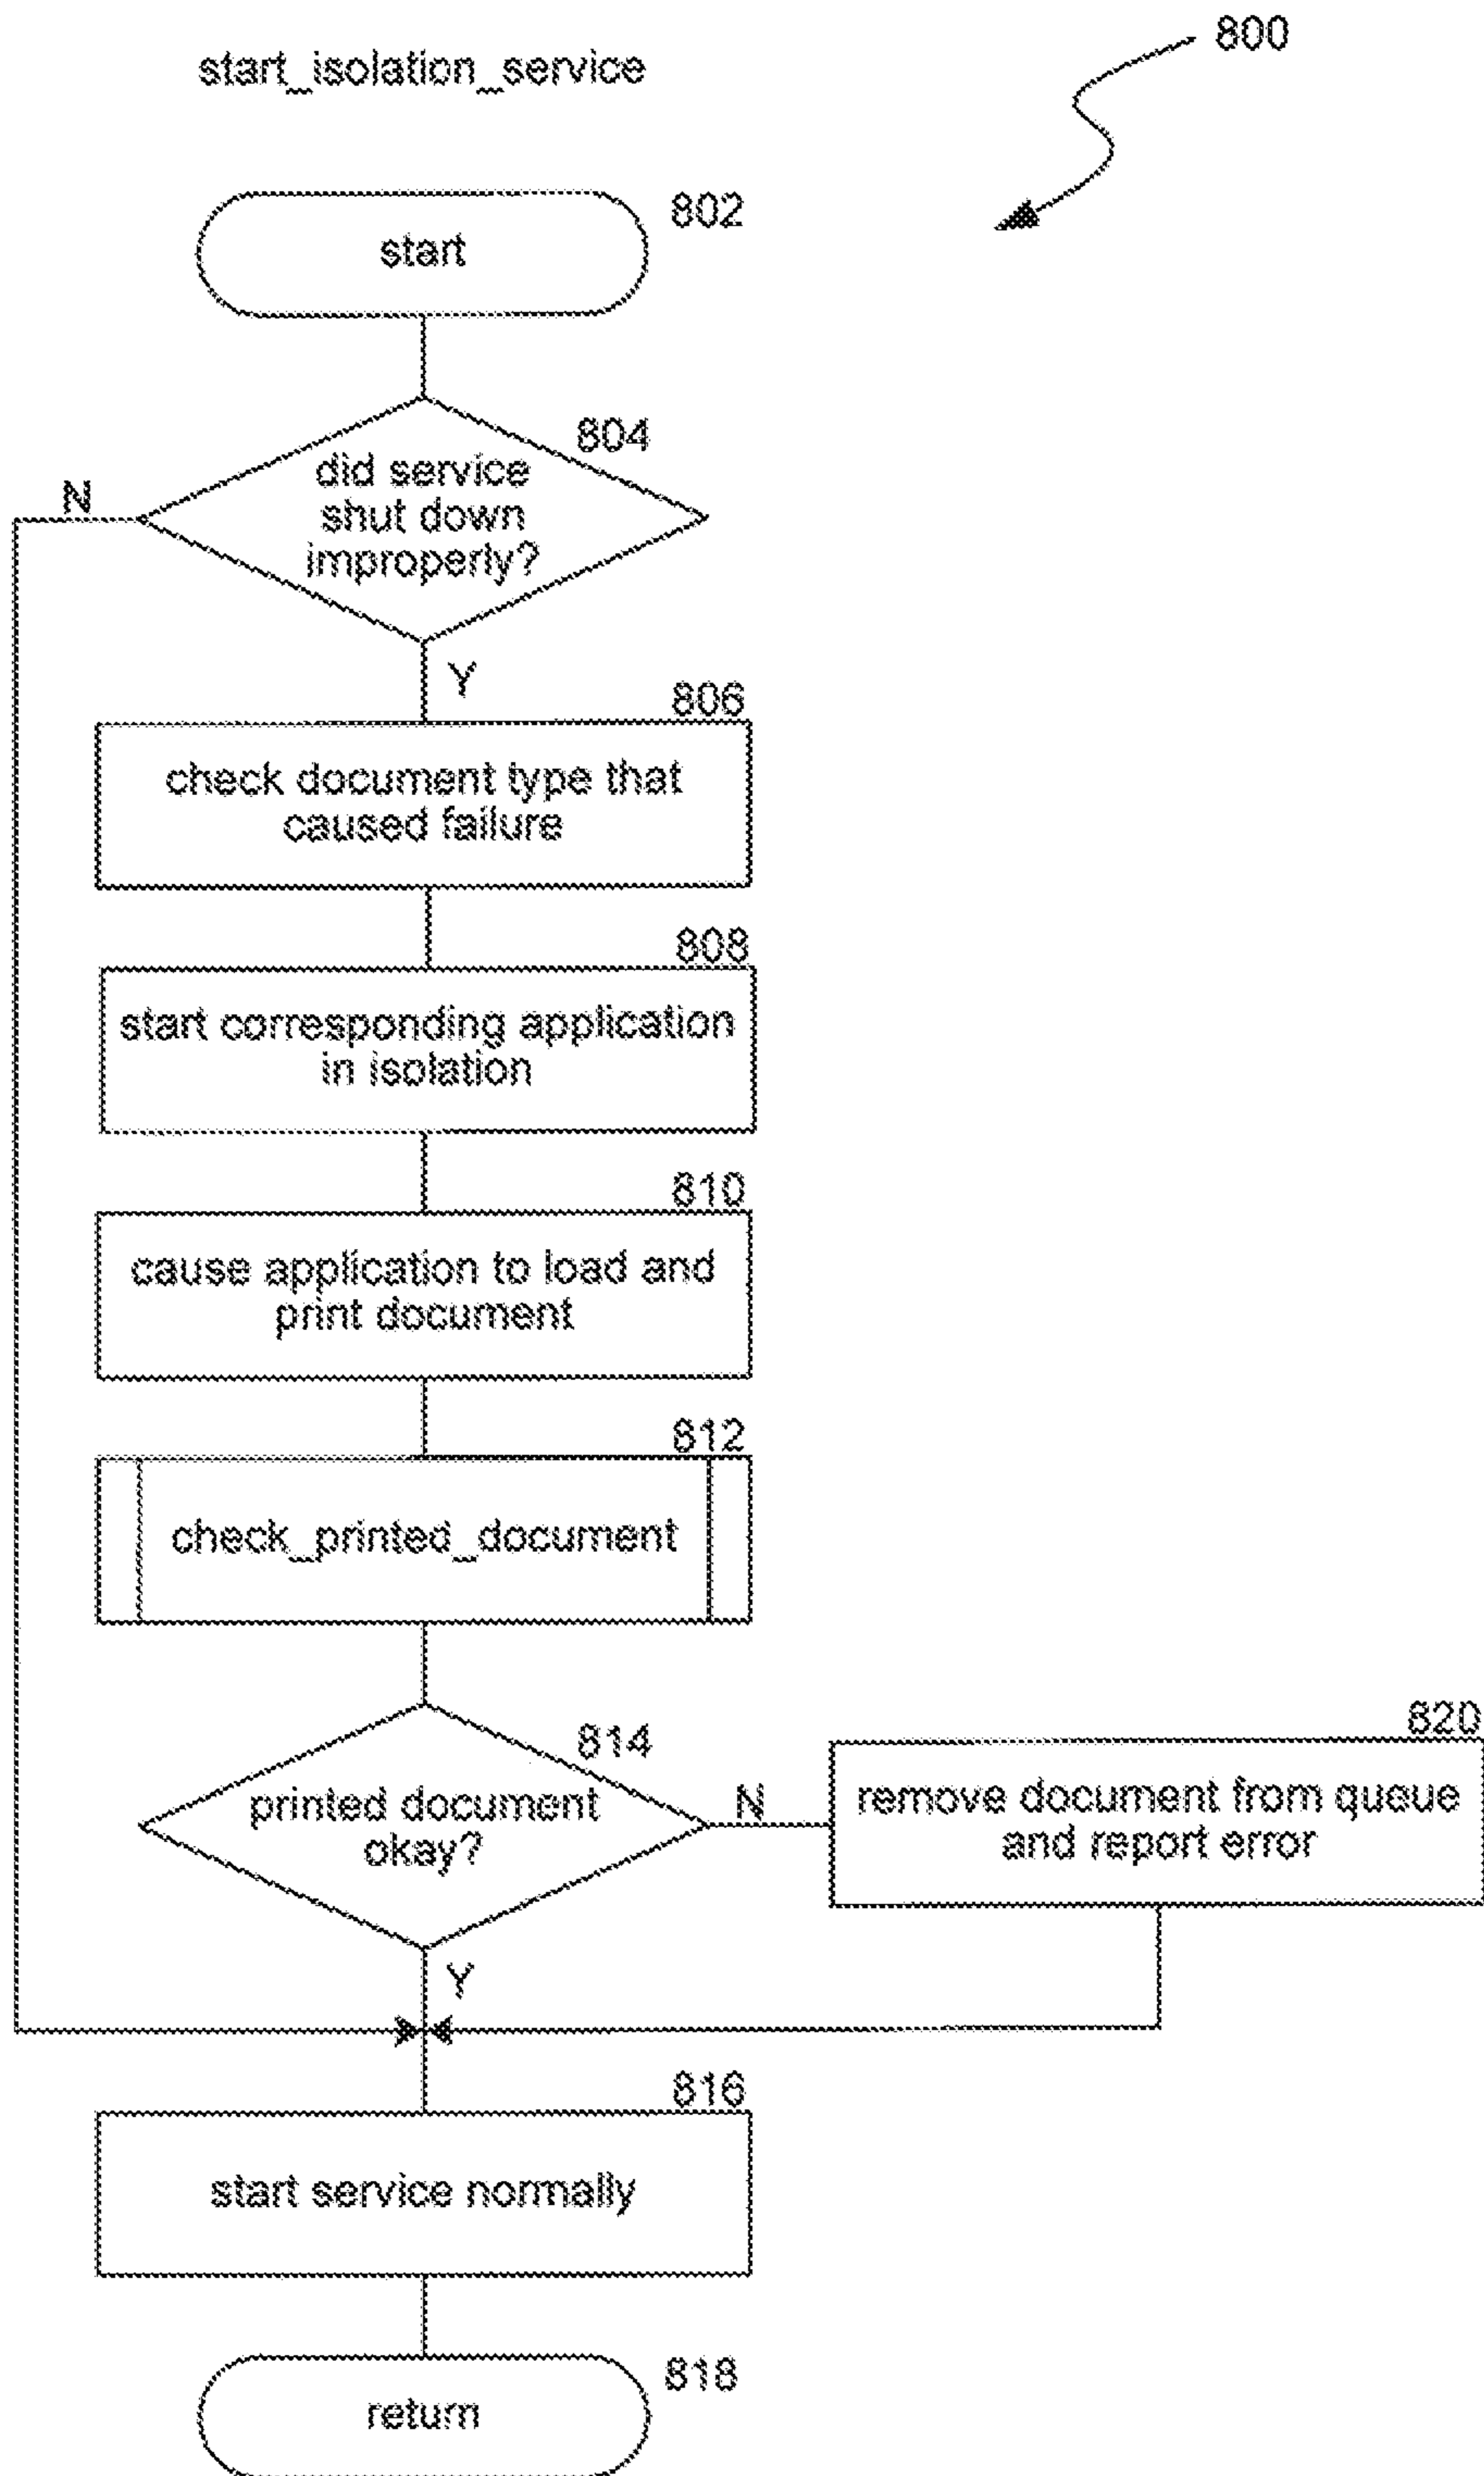 800
start_isolation_service
802
start
804
did service
shut down
improperly?
N
Y
806
check document type that
caused failure
808
start corresponding application
in isolation
810
cause application to load and
print document
812
check_printed_document
814
printed document
okay?
N
820
remove document from queue
and report error
Y
816
start service normally
818
return